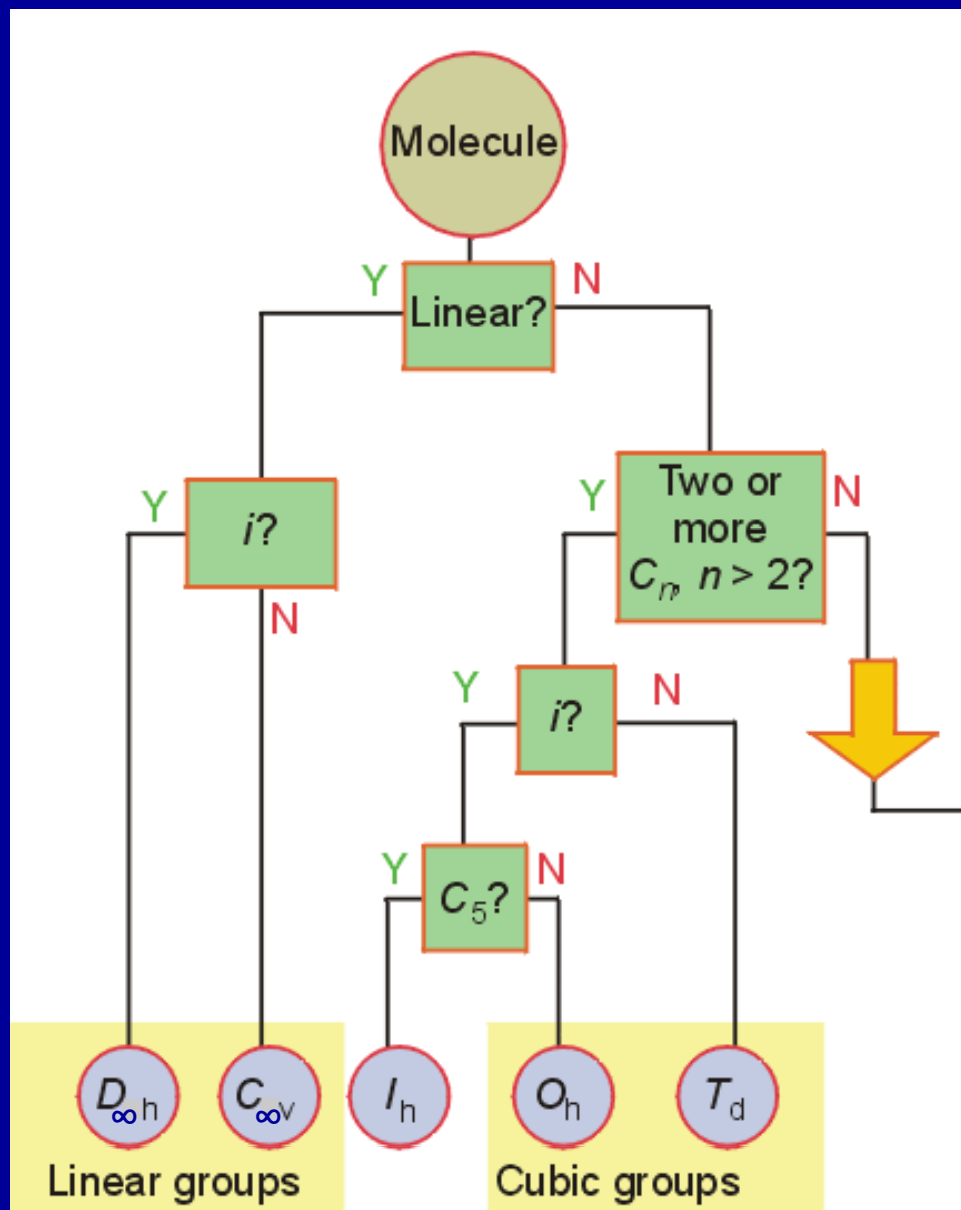 Molecule
Y
N
Linear?
Y
i?
N
Y
Two or
more
Cn, n > 2?
N
Y
i?
N
Y
C5?
N
D∞h
C∞v
Ih
Oh
Td
Linear groups
Cubic groups